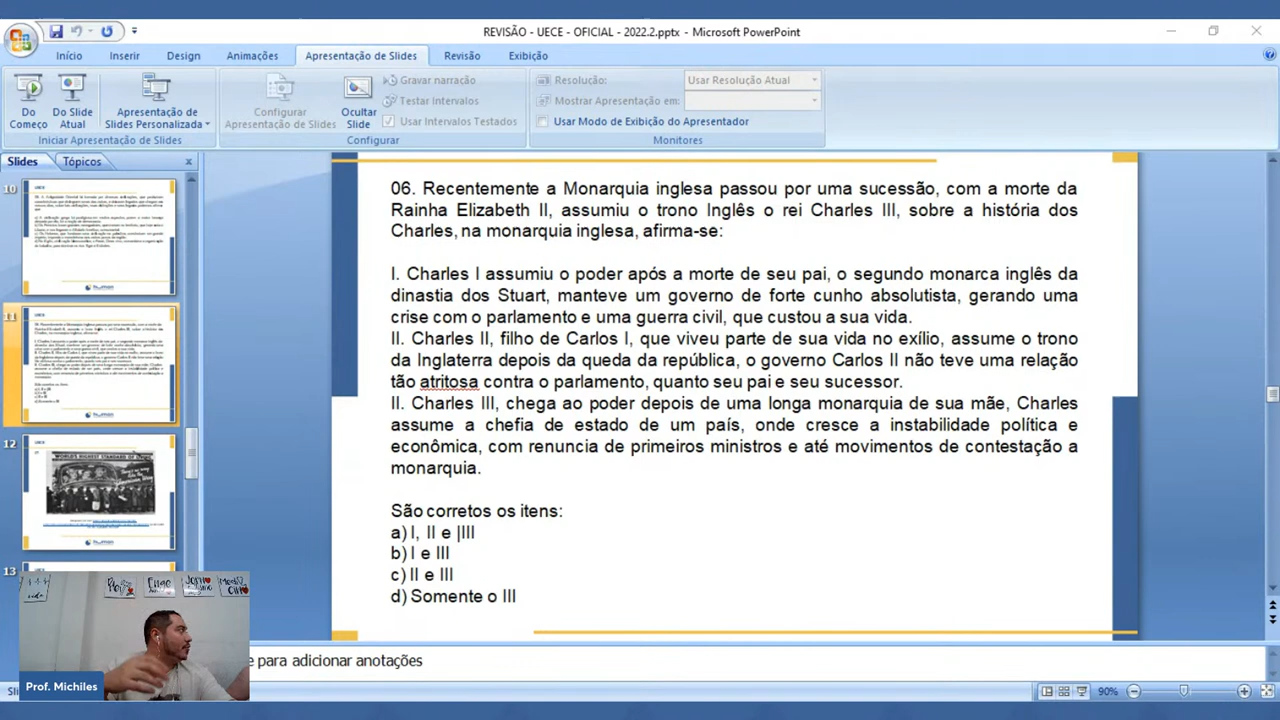 REVISÃO - UECE - OFICIAL - 2022.2.pptx - Microsoft PowerPoint
Início Inserir Design Animações Apresentação de Slides Revisão Exibição
Do Começo
Do Slide Atual
Apresentação de Slides Personalizada
Iniciar Apresentação de Slides
Configurar Apresentação de Slides
Ocultar Slide
Gravar narração
Testar Intervalos
Usar Intervalos Testados
Configurar
Resolução: Usar Resolução Atual
Mostrar Apresentação em:
Usar Modo de Exibição do Apresentador
Monitores
Slides Tópicos
10
11
12
13
06. Recentemente a Monarquia inglesa passou por uma sucessão, com a morte da
Rainha Elizabeth II, assumiu o trono Inglês o rei Charles III, sobre a história dos
Charles, na monarquia inglesa, afirma-se:
I. Charles I assumiu o poder após a morte de seu pai, o segundo monarca inglês da
dinastia dos Stuart, manteve um governo de forte cunho absolutista, gerando uma
crise com o parlamento e uma guerra civil, que custou a sua vida.
II. Charles II, filho de Carlos I, que viveu parte de sua vida no exílio, assume o trono
da Inglaterra depois da queda da república, o governo Carlos II não teve uma relação
tão atritosa contra o parlamento, quanto seu pai e seu sucessor.
II. Charles III, chega ao poder depois de uma longa monarquia de sua mãe, Charles
assume a chefia de estado de um país, onde cresce a instabilidade política e
econômica, com renuncia de primeiros ministros e até movimentos de contestação a
monarquia.
São corretos os itens:
a) I, II e III
b) I e III
c) II e III
d) Somente o III
e para adicionar anotações
Prof. Michiles
90%